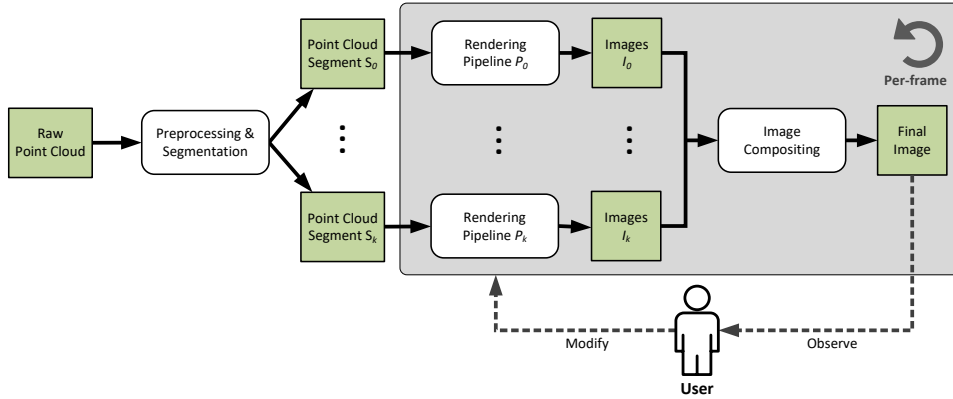 Point Cloud
Segment S0
Rendering
Pipeline P0
Images
I0
Per-frame
Raw
Point Cloud
Preprocessing &
Segmentation
Image
Compositing
Final
Image
Point Cloud
Segment Sk
Rendering
Pipeline Pk
Images
Ik
Modify
Observe
User